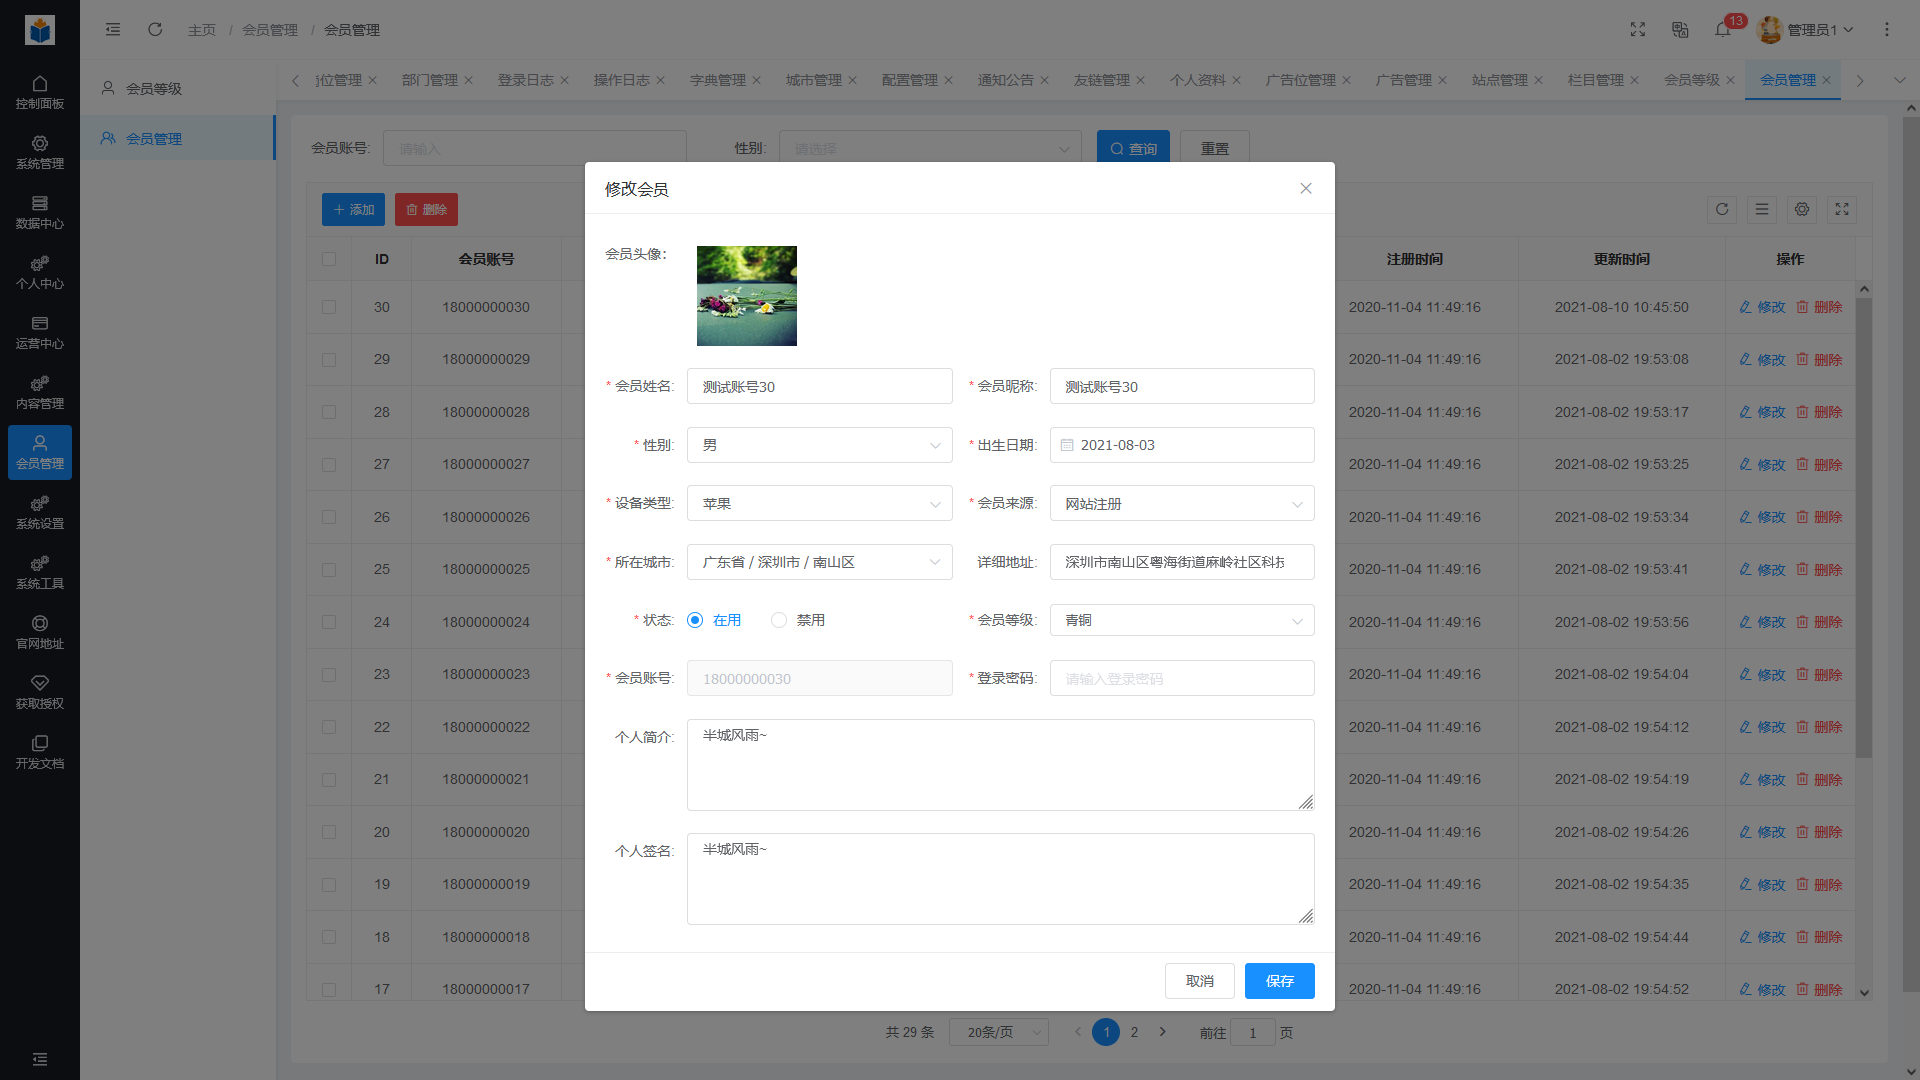 主页 / 会员管理 / 会员管理
13
管理员1
控制面板
系统管理
数据中心
个人中心
运营中心
内容管理
会员管理
系统设置
系统工具
官网地址
获取授权
开发文档
会员等级
会员管理
位管理 部门管理 登录日志 操作日志 字典管理 城市管理 配置管理 通知公告 友链管理 个人资料 广告位管理 广告管理 站点管理 栏目管理 会员等级 会员管理
会员账号: 请输入 性别: 请选择 查询 重置
添加 删除
ID 会员账号 注册时间 更新时间 操作
30 18000000030 2020-11-04 11:49:16 2021-08-10 10:45:50 修改 删除
29 18000000029 2020-11-04 11:49:16 2021-08-02 19:53:08 修改 删除
28 18000000028 2020-11-04 11:49:16 2021-08-02 19:53:17 修改 删除
27 18000000027 2020-11-04 11:49:16 2021-08-02 19:53:25 修改 删除
26 18000000026 2020-11-04 11:49:16 2021-08-02 19:53:34 修改 删除
25 18000000025 2020-11-04 11:49:16 2021-08-02 19:53:41 修改 删除
24 18000000024 2020-11-04 11:49:16 2021-08-02 19:53:56 修改 删除
23 18000000023 2020-11-04 11:49:16 2021-08-02 19:54:04 修改 删除
22 18000000022 2020-11-04 11:49:16 2021-08-02 19:54:12 修改 删除
21 18000000021 2020-11-04 11:49:16 2021-08-02 19:54:19 修改 删除
20 18000000020 2020-11-04 11:49:16 2021-08-02 19:54:26 修改 删除
19 18000000019 2020-11-04 11:49:16 2021-08-02 19:54:35 修改 删除
18 18000000018 2020-11-04 11:49:16 2021-08-02 19:54:44 修改 删除
17 18000000017 2020-11-04 11:49:16 2021-08-02 19:54:52 修改 删除
共 29 条 20条/页 1 2 前往 1 页
修改会员
会员头像:
* 会员姓名: 测试账号30 * 会员昵称: 测试账号30
* 性别: 男 * 出生日期: 2021-08-03
* 设备类型: 苹果 * 会员来源: 网站注册
* 所在城市: 广东省 / 深圳市 / 南山区 详细地址: 深圳市南山区粤海街道麻岭社区科技
* 状态: 在用 禁用 * 会员等级: 青铜
* 会员账号: 18000000030 * 登录密码: 请输入登录密码
个人简介: 半城风雨~
个人签名: 半城风雨~
取消 保存